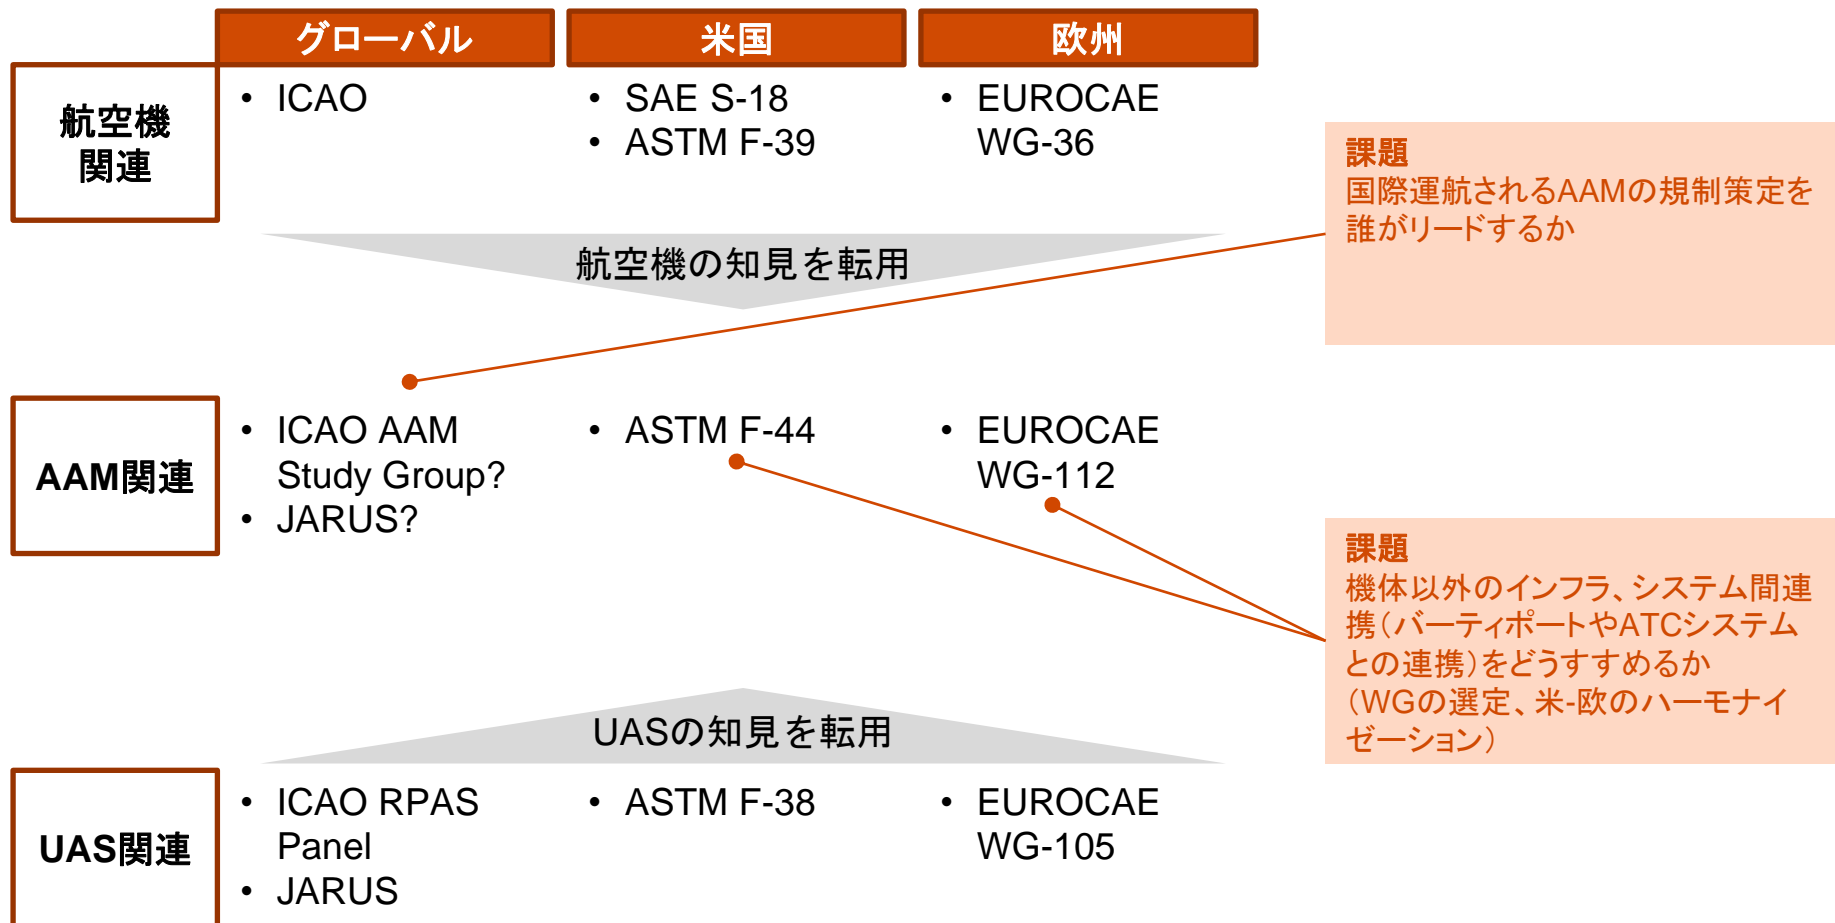 グローバル
米国
欧州
航空機
関連
• ICAO
• SAE S-18
• ASTM F-39
• EUROCAE
WG-36
課題
国際運航されるAAMの規制策定を
誰がリードするか
航空機の知見を転用
AAM関連
• ICAO AAM
Study Group?
• JARUS?
• ASTM F-44
• EUROCAE
WG-112
課題
機体以外のインフラ、システム間連
携（バーティポートやATCシステム
との連携）をどうすすめるか
（WGの選定、米-欧のハーモナイ
ゼーション）
UASの知見を転用
UAS関連
• ICAO RPAS
Panel
• JARUS
• ASTM F-38
• EUROCAE
WG-105